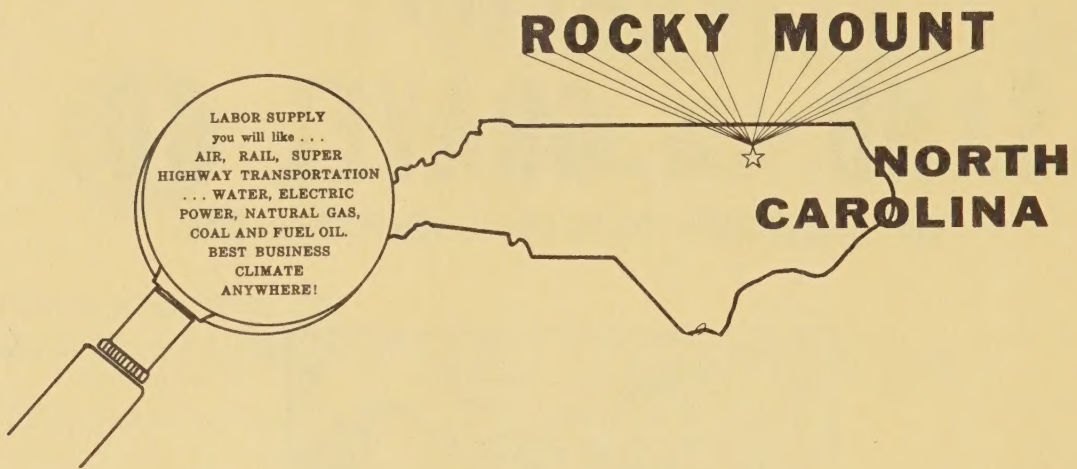 ROCKY MOUNT
LABOR SUPPLY
you will like . . .
AIR, RAIL, SUPER
HIGHWAY TRANSPORTATION
. . . WATER, ELECTRIC
POWER, NATURAL GAS,
COAL AND FUEL OIL.
BEST BUSINESS
CLIMATE
ANYWHERE!
NORTH
CAROLINA